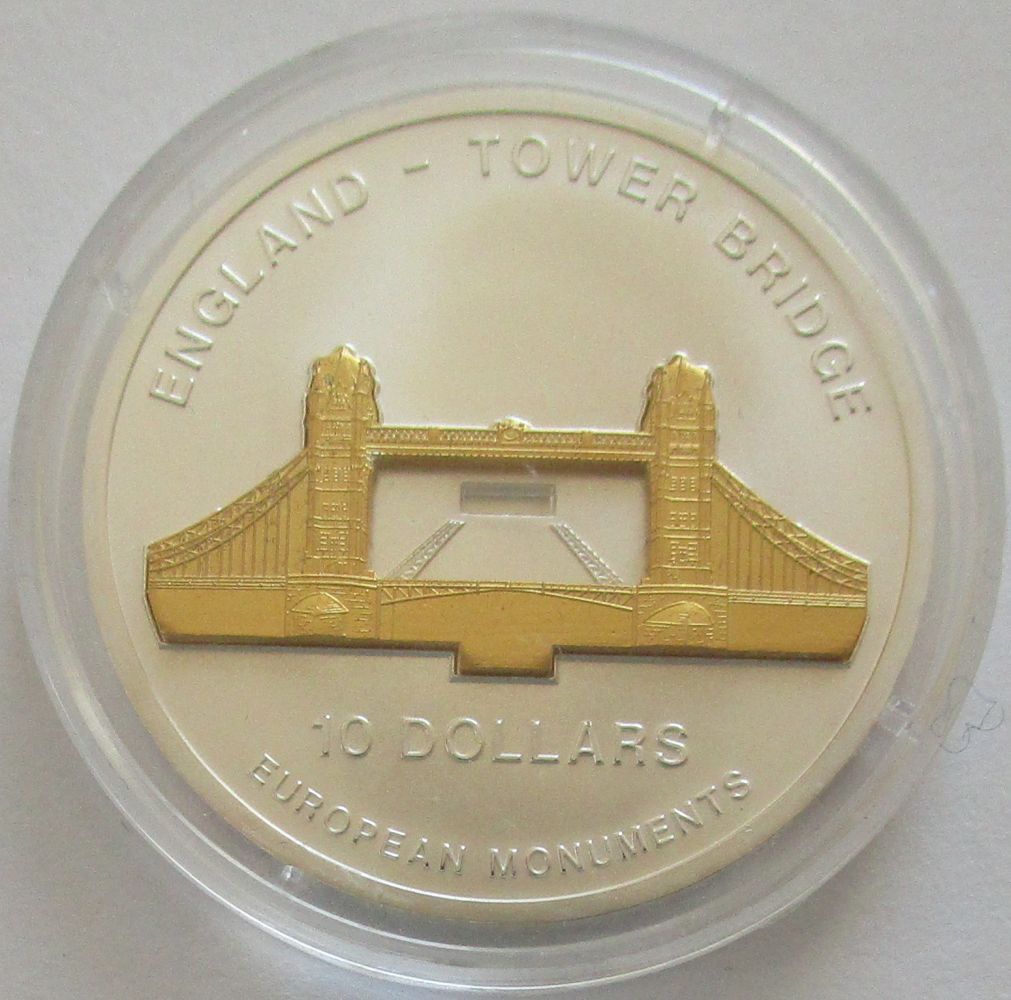 ENGLAND - TOWER BRIDGE
10 DOLLARS
EUROPEAN MONUMENTS